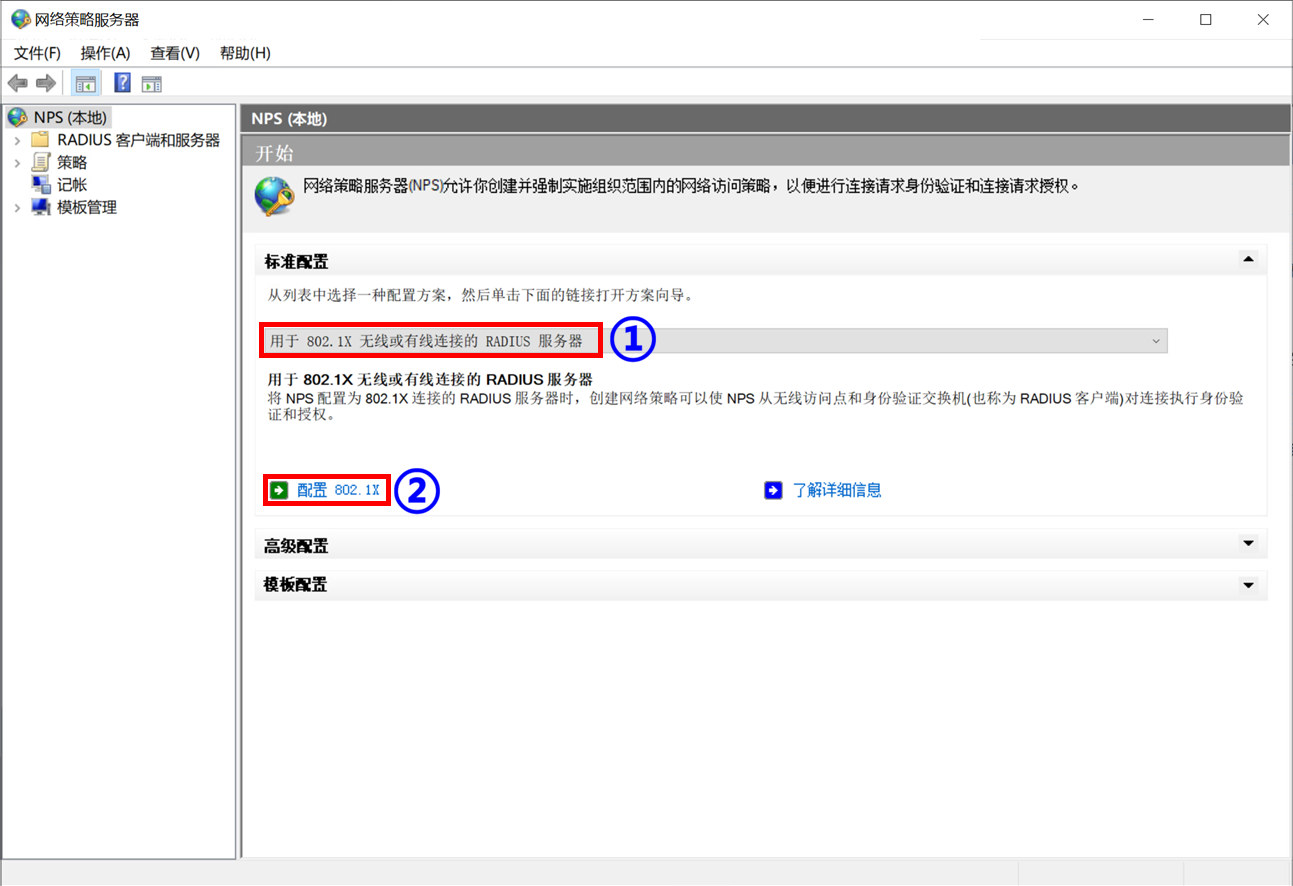 网络策略服务器
文件(F) 操作(A) 查看(V) 帮助(H)
NPS (本地)
RADIUS 客户端和服务器
策略
记帐
模板管理
NPS (本地)
开始
网络策略服务器(NPS)允许你创建并强制实施组织范围内的网络访问策略，以便进行连接请求身份验证和连接请求授权。
标准配置
从列表中选择一种配置方案，然后单击下面的链接打开方案向导。
用于 802.1X 无线或有线连接的 RADIUS 服务器 ①
用于 802.1X 无线或有线连接的 RADIUS 服务器
将 NPS 配置为 802.1X 连接的 RADIUS 服务器时，创建网络策略可以使 NPS 从无线访问点和身份验证交换机(也称为 RADIUS 客户端)对连接执行身份验
证和授权。
配置 802.1X ② 了解详细信息
高级配置
模板配置